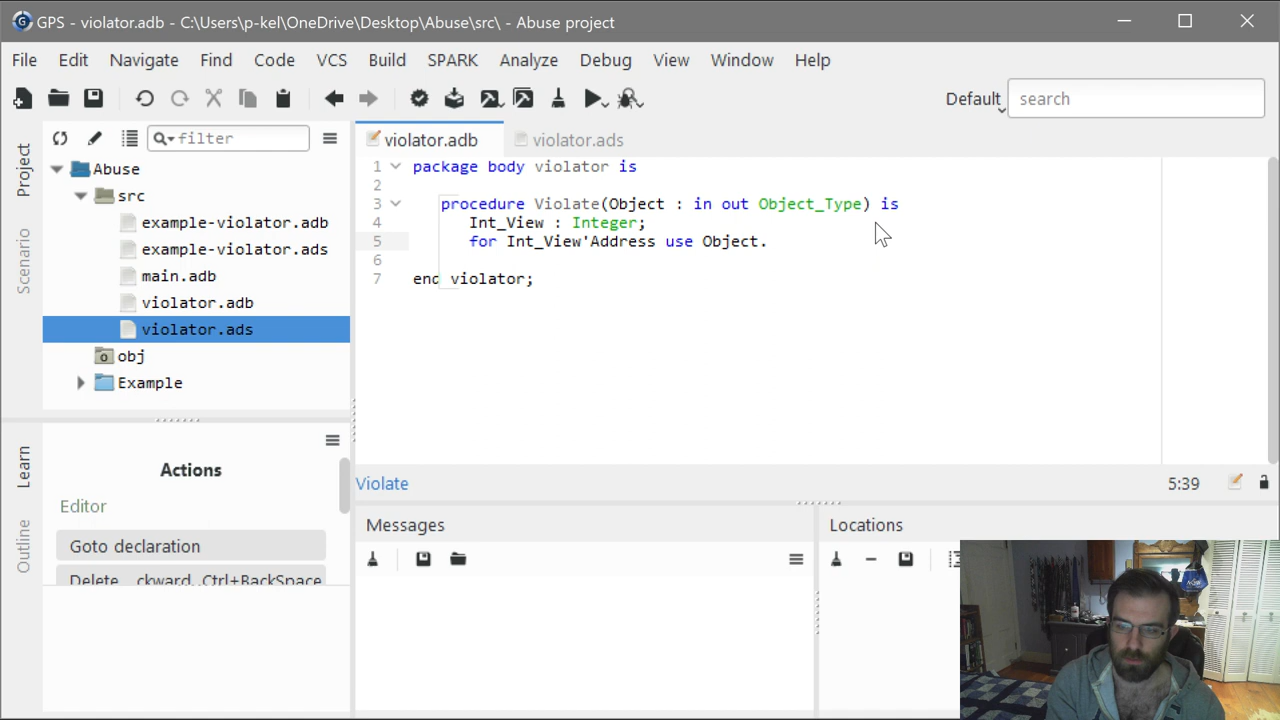 GPS - violator.adb - C:\Users\p-kel\OneDrive\Desktop\Abuse\src\ - Abuse project
File Edit Navigate Find Code VCS Build SPARK Analyze Debug View Window Help
Default search
Project
Scenario
filter
Abuse
src
example-violator.adb
example-violator.ads
main.adb
violator.adb
violator.ads
obj
Example
violator.adb violator.ads
1 package body violator is
2
3 procedure Violate(Object : in out Object_Type) is
4 Int_View : Integer;
5 for Int_View'Address use Object.
6
7 end violator;
Violate 5:39
Learn
Outline
Actions
Editor
Goto declaration
Delete ckward Ctrl+BackSpace
Messages
Locations